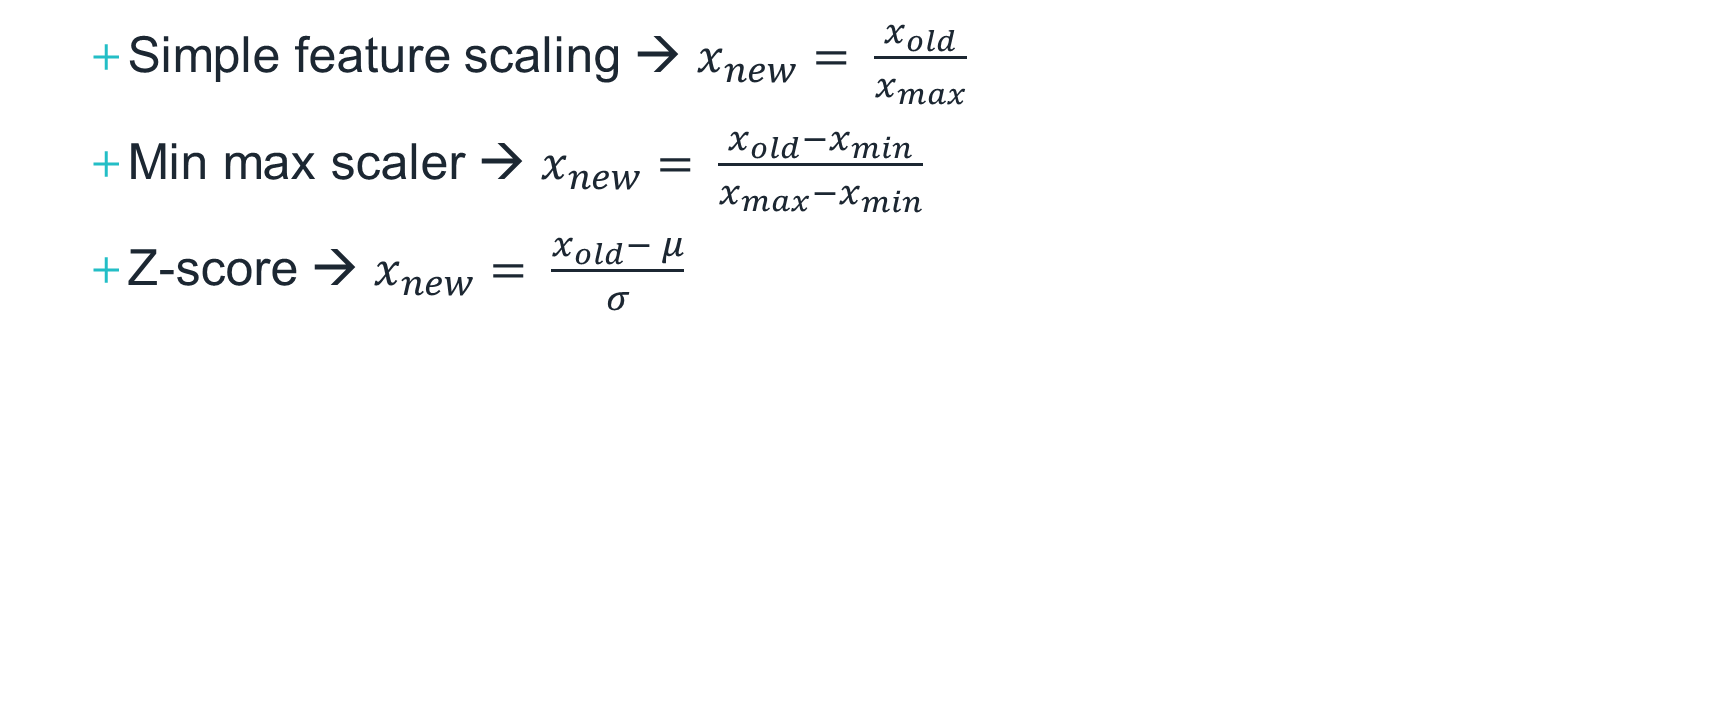 + Simple feature scaling → x_new = x_old / x_max
+ Min max scaler → x_new = (x_old − x_min) / (x_max − x_min)
+ Z-score → x_new = (x_old − μ) / σ